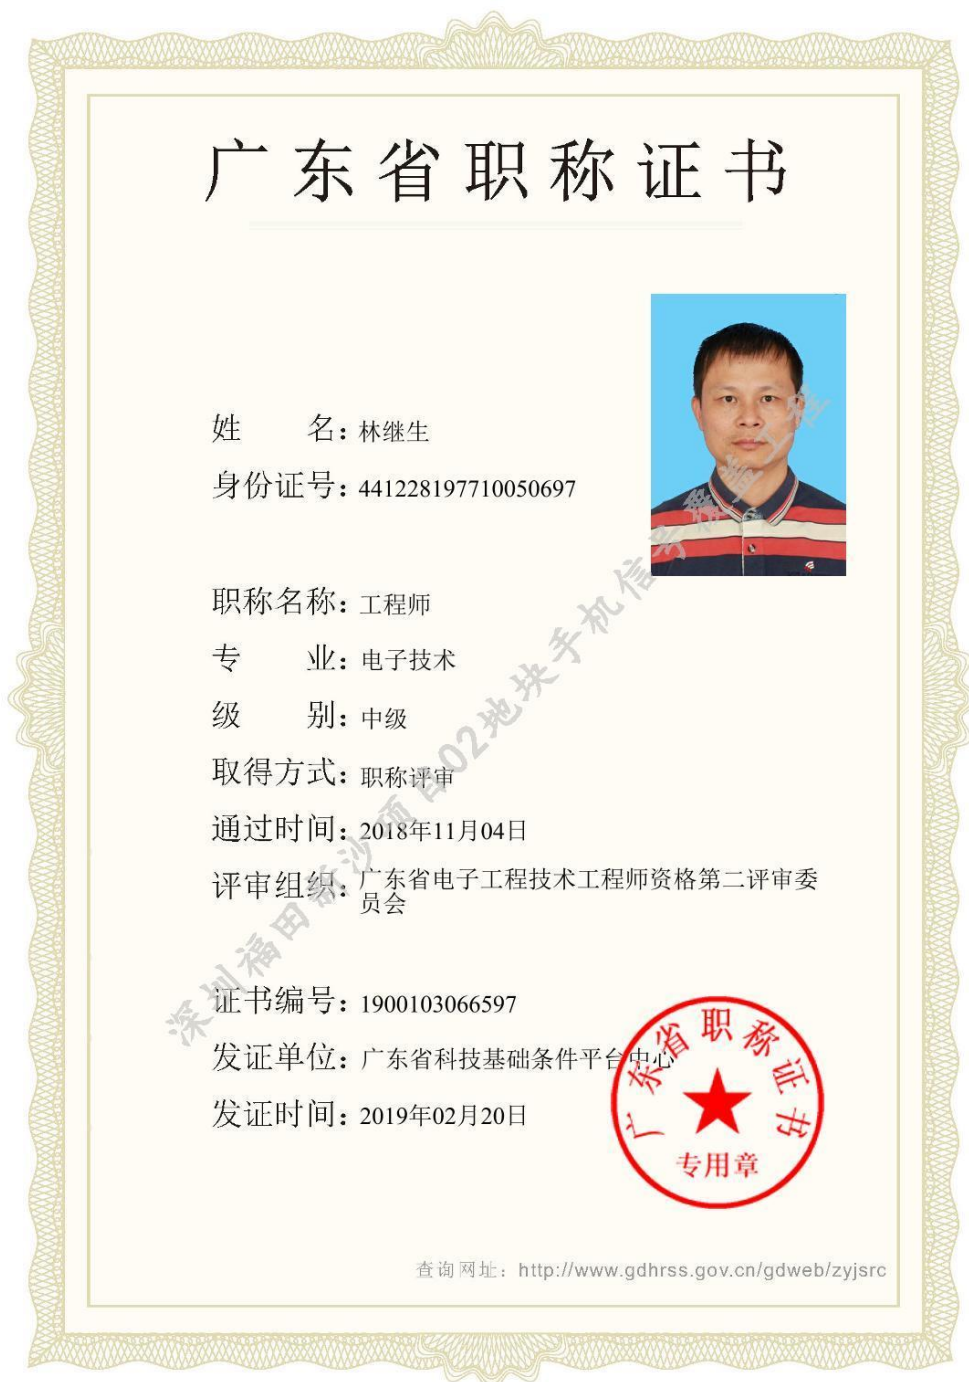 广东省职称证书
姓 名：林继生
身份证号：441228197710050697
职称名称：工程师
专 业：电子技术
级 别：中级
取得方式：职称评审
通过时间：2018年11月04日
评审组织：广东省电子工程技术工程师资格第二评审委
员会
证书编号：1900103066597
发证单位：广东省科技基础条件平台中心
发证时间：2019年02月20日
广东省职称证书
专用章
查询网址：http://www.gdhrss.gov.cn/gdweb/zyjsrc
深圳福田新沙项目02地块手机信号覆盖工程